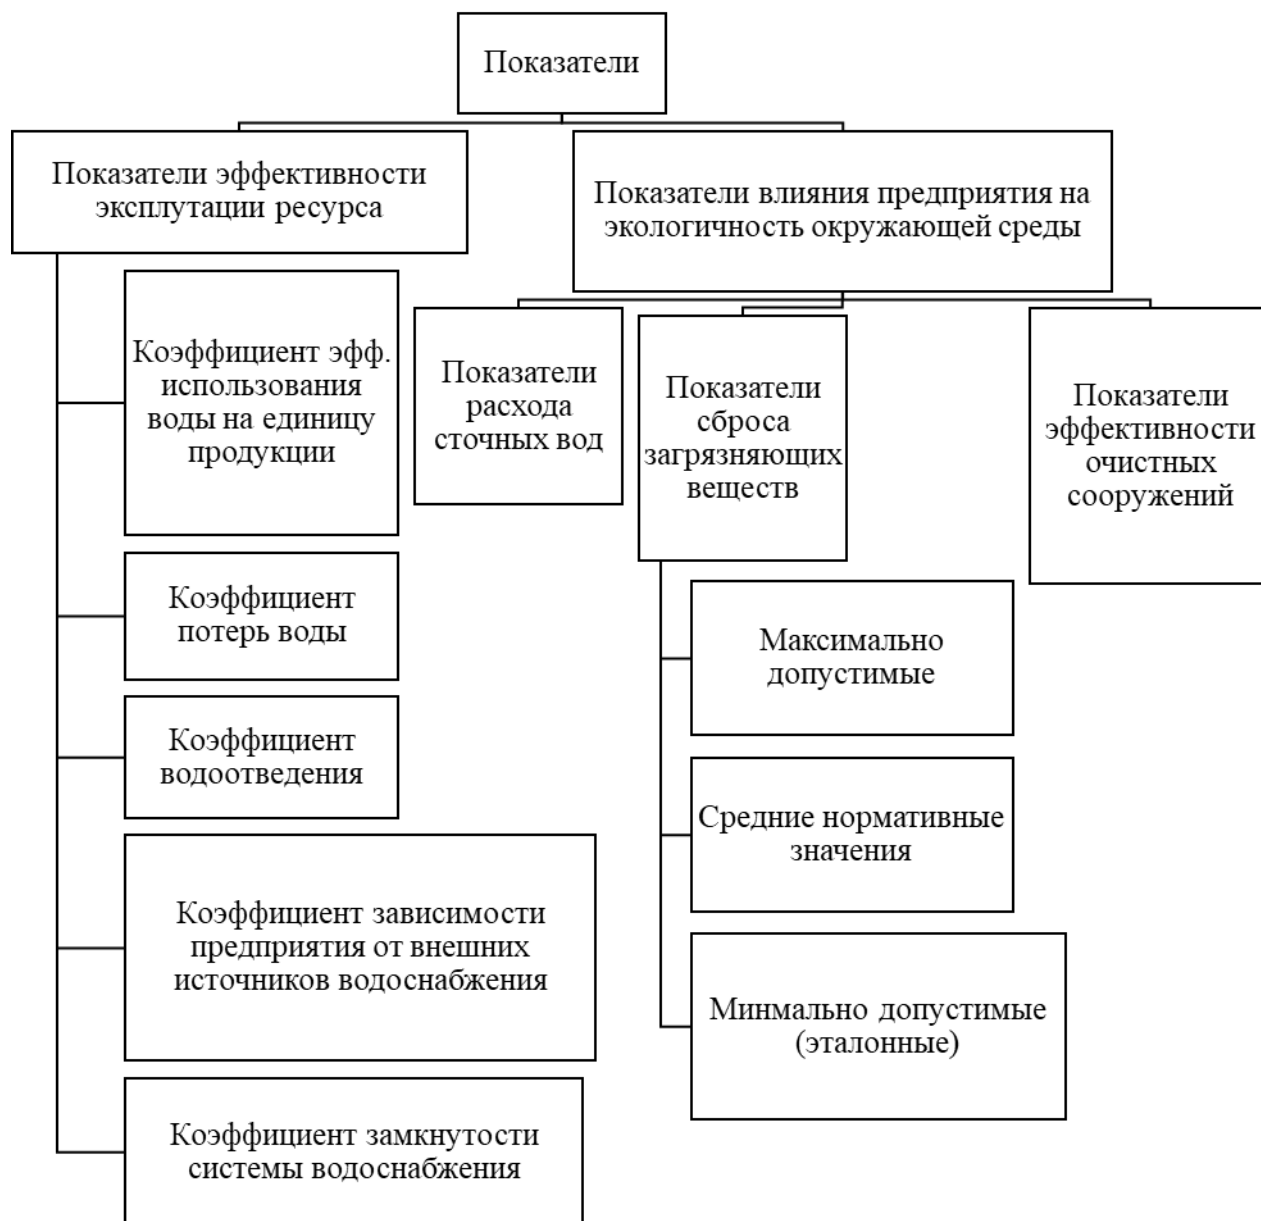 Показатели
Показатели эффективности
эксплутации ресурса
Показатели влияния предприятия на
экологичность окружающей среды
Коэффициент эфф.
использования
воды на единицу
продукции
Коэффициент
потерь воды
Коэффициент
водоотведения
Коэффициент зависимости
предприятия от внешних
источников водоснабжения
Коэффициент замкнутости
системы водоснабжения
Показатели
расхода
сточных вод
Показатели
сброса
загрязняющих
веществ
Максимально
допустимые
Средние нормативные
значения
Минмально допустимые
(эталонные)
Показатели
эффективности
очистных
сооружений